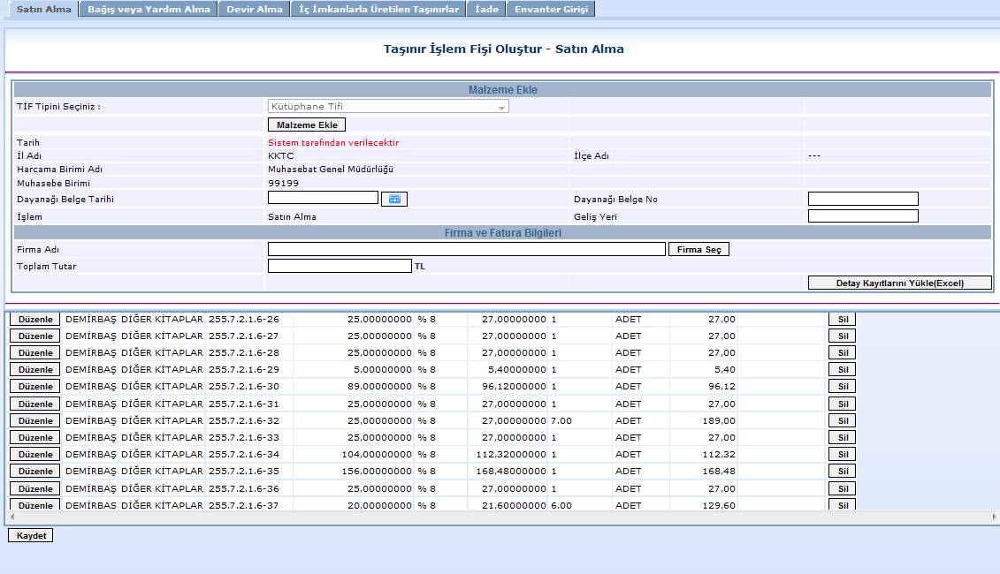 Satın Alma Bağış veya Yardım Alma Devir Alma İç İmkanlarla Üretilen Taşınırlar İade Envanter Girişi
Taşınır İşlem Fişi Oluştur - Satın Alma
Malzeme Ekle
TİF Tipini Seçiniz : Kütüphane Tifi
Malzeme Ekle
Tarih Sistem tarafından verilecektir
İl Adı KKTC İlçe Adı ---
Harcama Birimi Adı Muhasebat Genel Müdürlüğü
Muhasebe Birimi 99199
Dayanağı Belge Tarihi Dayanağı Belge No
İşlem Satın Alma Geliş Yeri
Firma ve Fatura Bilgileri
Firma Adı Firma Seç
Toplam Tutar TL
Detay Kayıtlarını Yükle(Excel)
Düzenle DEMİRBAŞ DİĞER KİTAPLAR 255.7.2.1.6-26 25,00000000 % 8 27,00000000 1 ADET 27,00 Sil
Düzenle DEMİRBAŞ DİĞER KİTAPLAR 255.7.2.1.6-27 25,00000000 % 8 27,00000000 1 ADET 27,00 Sil
Düzenle DEMİRBAŞ DİĞER KİTAPLAR 255.7.2.1.6-28 25,00000000 % 8 27,00000000 1 ADET 27,00 Sil
Düzenle DEMİRBAŞ DİĞER KİTAPLAR 255.7.2.1.6-29 5,00000000 % 8 5,40000000 1 ADET 5,40 Sil
Düzenle DEMİRBAŞ DİĞER KİTAPLAR 255.7.2.1.6-30 89,00000000 % 8 96,12000000 1 ADET 96,12 Sil
Düzenle DEMİRBAŞ DİĞER KİTAPLAR 255.7.2.1.6-31 25,00000000 % 8 27,00000000 1 ADET 27,00 Sil
Düzenle DEMİRBAŞ DİĞER KİTAPLAR 255.7.2.1.6-32 25,00000000 % 8 27,00000000 7.00 ADET 189,00 Sil
Düzenle DEMİRBAŞ DİĞER KİTAPLAR 255.7.2.1.6-33 25,00000000 % 8 27,00000000 1 ADET 27,00 Sil
Düzenle DEMİRBAŞ DİĞER KİTAPLAR 255.7.2.1.6-34 104,00000000 % 8 112,32000000 1 ADET 112,32 Sil
Düzenle DEMİRBAŞ DİĞER KİTAPLAR 255.7.2.1.6-35 156,00000000 % 8 168,48000000 1 ADET 168,48 Sil
Düzenle DEMİRBAŞ DİĞER KİTAPLAR 255.7.2.1.6-36 25,00000000 % 8 27,00000000 1 ADET 27,00 Sil
Düzenle DEMİRBAŞ DİĞER KİTAPLAR 255.7.2.1.6-37 20,00000000 % 8 21,60000000 6.00 ADET 129,60 Sil
Kaydet